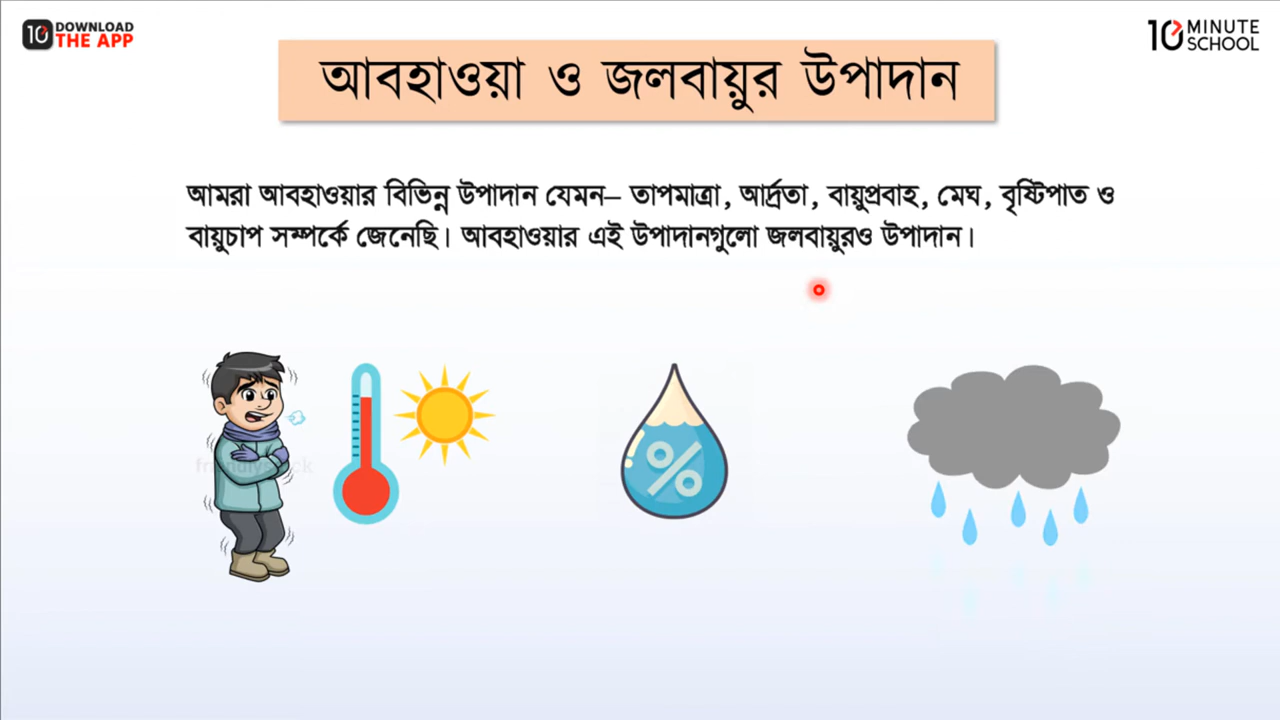 10 DOWNLOAD
THE APP
10 MINUTE
SCHOOL
আবহাওয়া ও জলবায়ুর উপাদান
আমরা আবহাওয়ার বিভিন্ন উপাদান যেমন– তাপমাত্রা, আর্দ্রতা, বায়ুপ্রবাহ, মেঘ, বৃষ্টিপাত ও
বায়ুচাপ সম্পর্কে জেনেছি। আবহাওয়ার এই উপাদানগুলো জলবায়ুরও উপাদান।
%